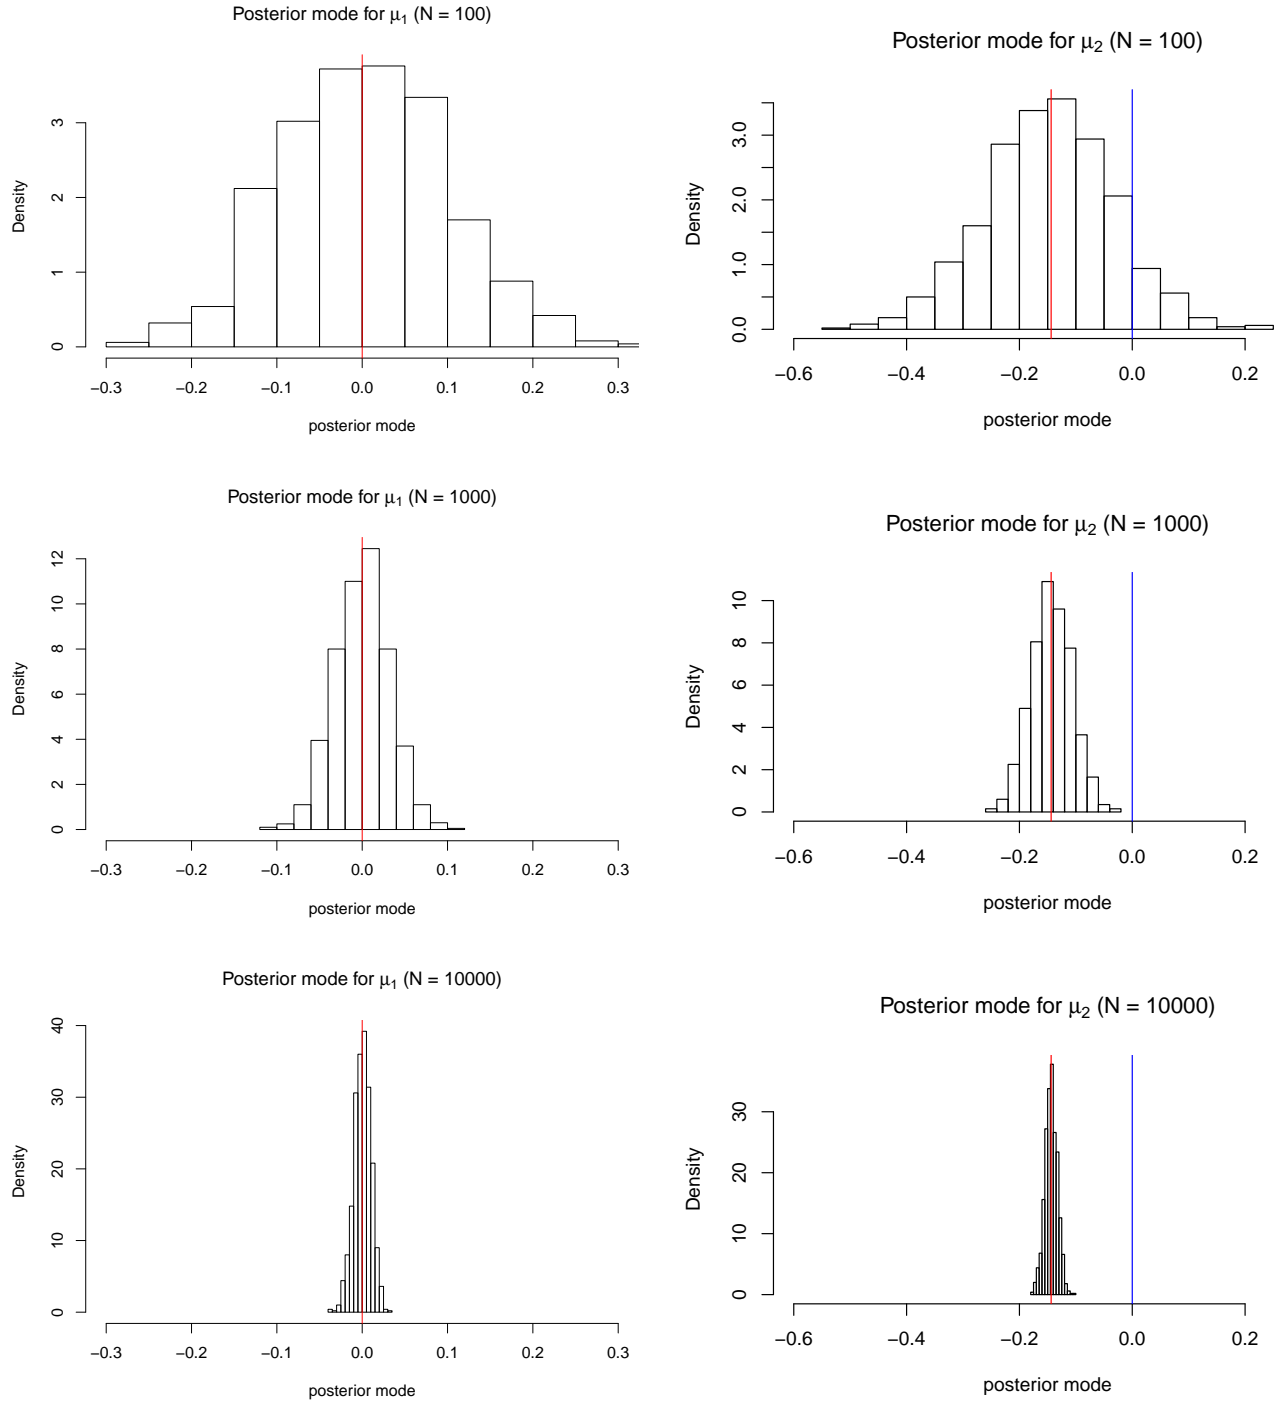 Posterior mode for μ₁ (N = 100)
Density
0 1 2 3
−0.3 −0.2 −0.1 0.0 0.1 0.2 0.3
posterior mode
Posterior mode for μ₂ (N = 100)
Density
0.0 1.0 2.0 3.0
−0.6 −0.4 −0.2 0.0 0.2
posterior mode
Posterior mode for μ₁ (N = 1000)
Density
0 2 4 6 8 10 12
−0.3 −0.2 −0.1 0.0 0.1 0.2 0.3
posterior mode
Posterior mode for μ₂ (N = 1000)
Density
0 2 4 6 8 10
−0.6 −0.4 −0.2 0.0 0.2
posterior mode
Posterior mode for μ₁ (N = 10000)
Density
0 10 20 30 40
−0.3 −0.2 −0.1 0.0 0.1 0.2 0.3
posterior mode
Posterior mode for μ₂ (N = 10000)
Density
0 10 20 30
−0.6 −0.4 −0.2 0.0 0.2
posterior mode